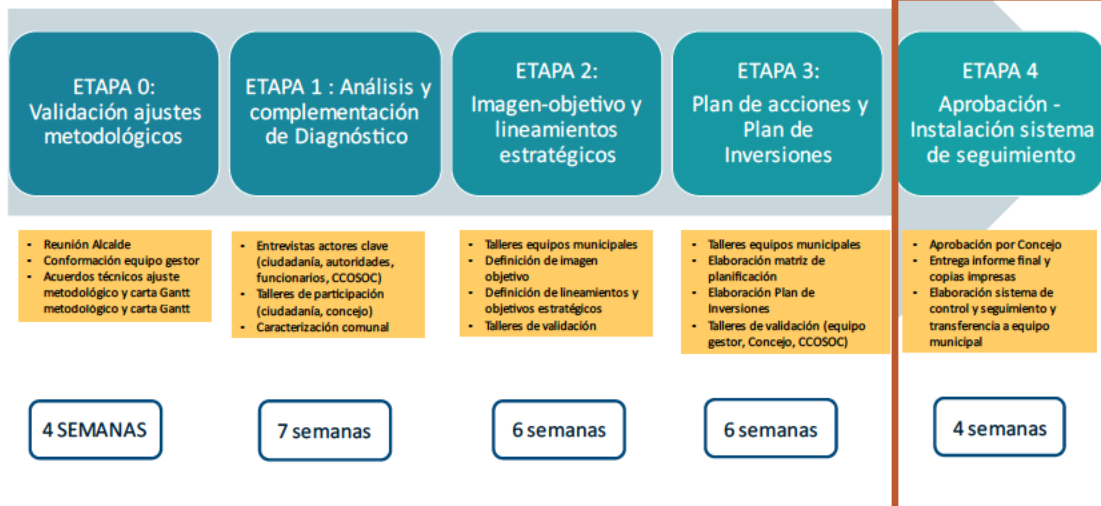 ETAPA 0:
Validación ajustes
metodológicos
ETAPA 1 : Análisis y
complementación
de Diagnóstico
ETAPA 2:
Imagen-objetivo y
lineamientos
estratégicos
ETAPA 3:
Plan de acciones y
Plan de
Inversiones
ETAPA 4
Aprobación -
Instalación sistema
de seguimiento
• Reunión Alcalde
• Conformación equipo gestor
• Acuerdos técnicos ajuste
metodológico y carta Gantt
metodológico y carta Gantt
• Entrevistas actores clave
(ciudadanía, autoridades,
funcionarios, CCOSOC)
• Talleres de participación
(ciudadanía, concejo)
• Caracterización comunal
• Talleres equipos municipales
• Definición de imagen
objetivo
• Definición de lineamientos y
objetivos estratégicos
• Talleres de validación
• Talleres equipos municipales
• Elaboración matriz de
planificación
• Elaboración Plan de
Inversiones
• Talleres de validación (equipo
gestor, Concejo, CCOSOC)
• Aprobación por Concejo
• Entrega informe final y
copias impresas
• Elaboración sistema de
control y seguimiento y
transferencia a equipo
municipal
4 SEMANAS
7 semanas
6 semanas
6 semanas
4 semanas